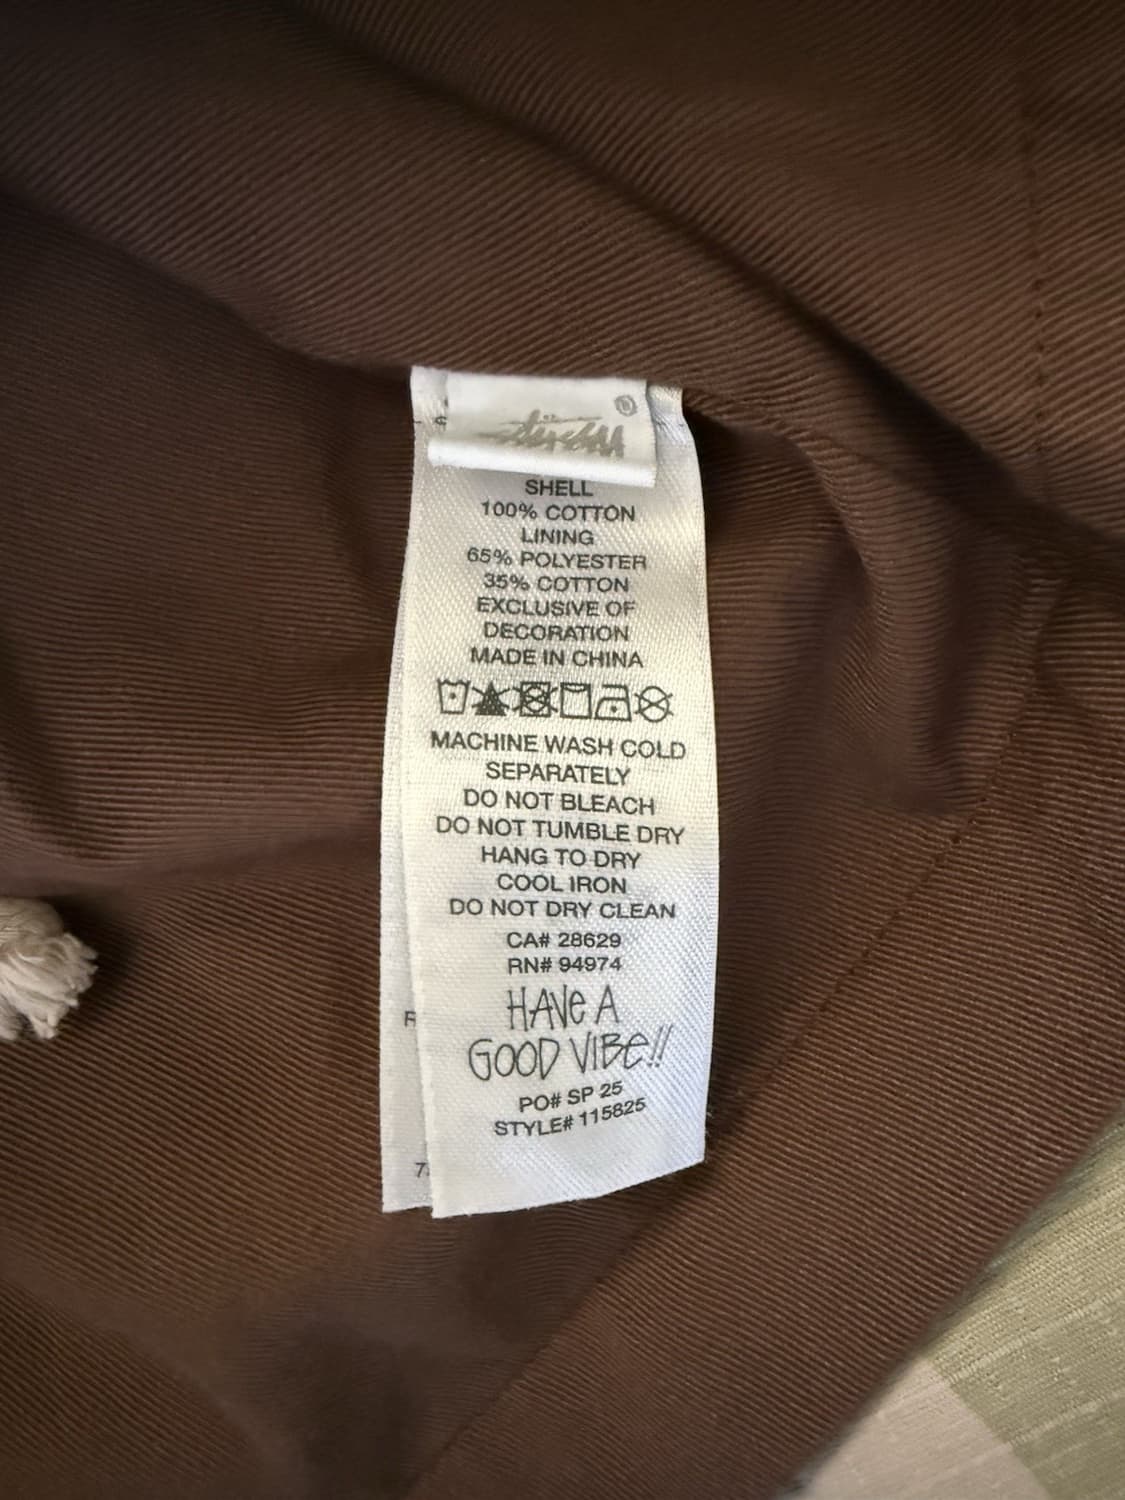 Stüssy ®
SHELL
100% COTTON
LINING
65% POLYESTER
35% COTTON
EXCLUSIVE OF
DECORATION
MADE IN CHINA
MACHINE WASH COLD
SEPARATELY
DO NOT BLEACH
DO NOT TUMBLE DRY
HANG TO DRY
COOL IRON
DO NOT DRY CLEAN
CA# 28629
RN# 94974
HAVE A
GOOD VIBE!!
PO# SP 25
STYLE# 115825